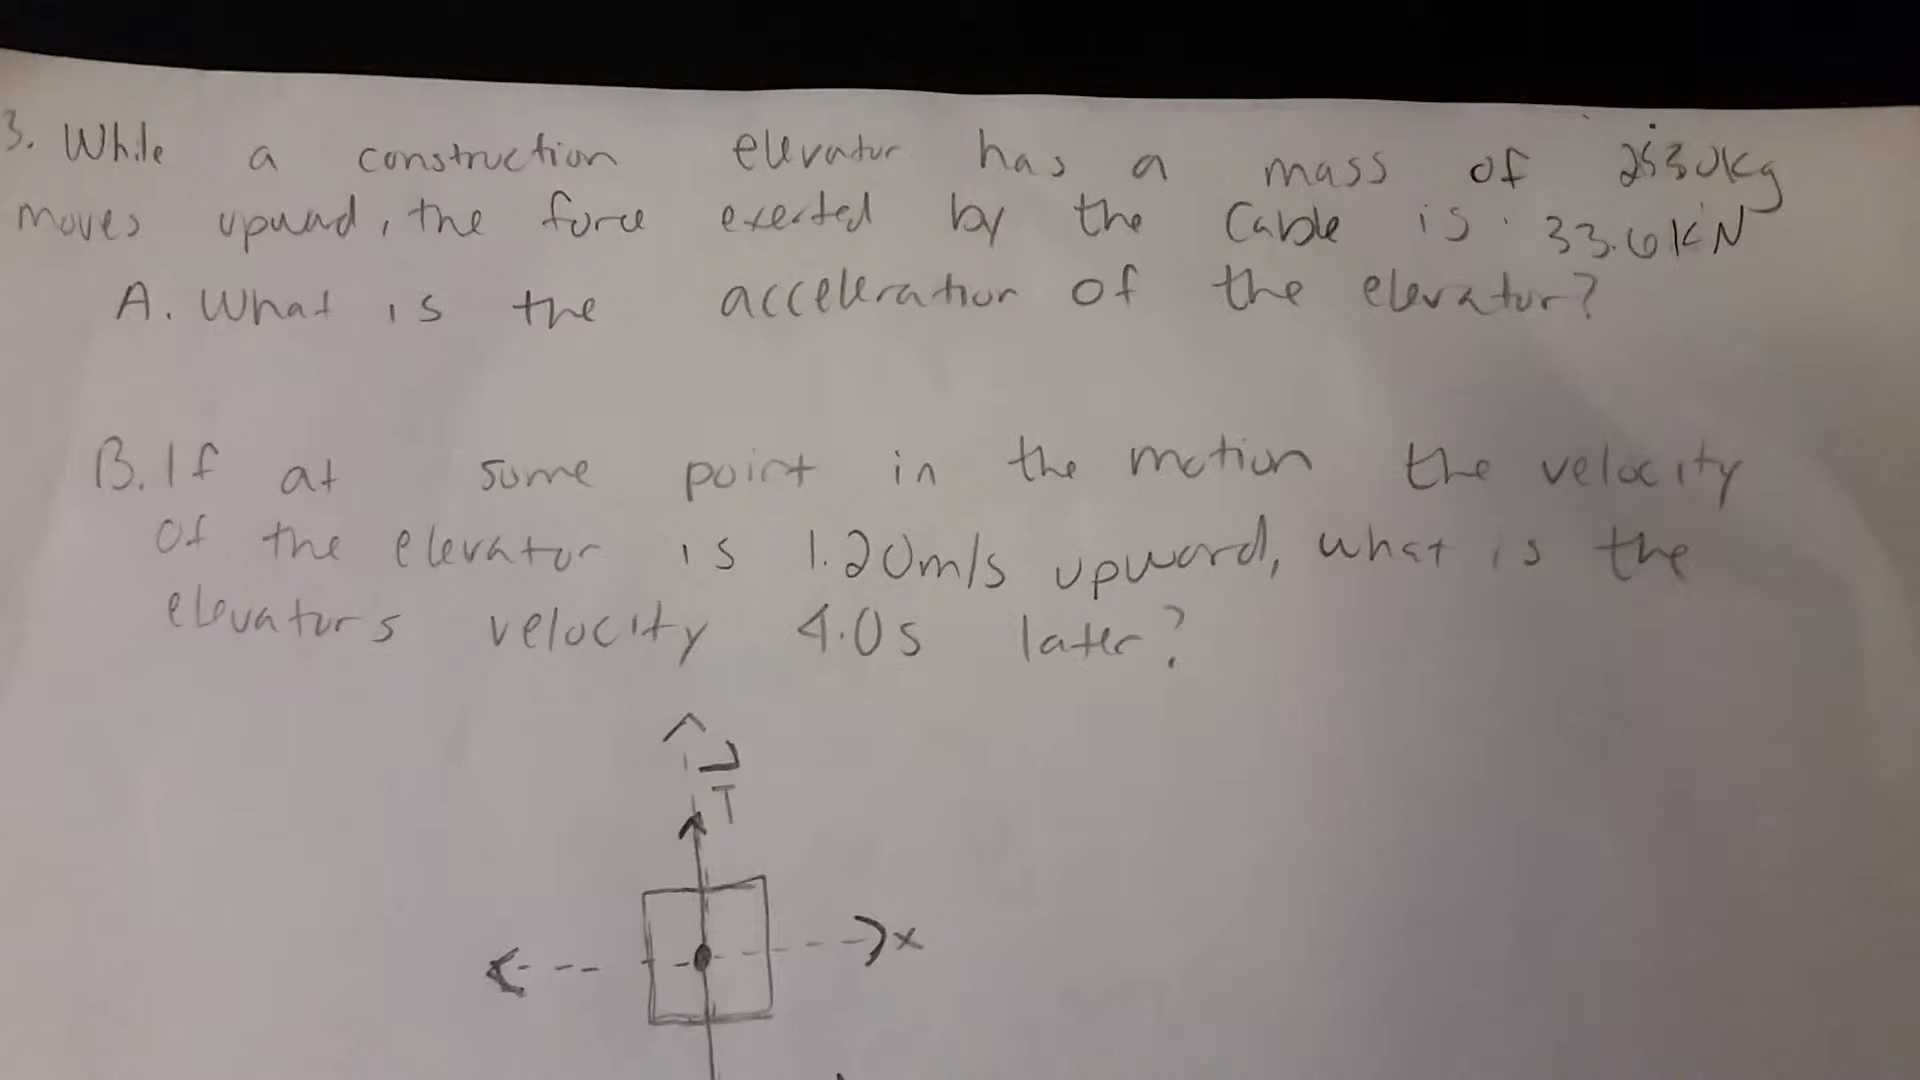 3. While a construction elevator has a mass of 2530kg
moves upward, the force exerted by the Cable is 33.6kN
A. What is the acceleration of the elevator?
B. If at some point in the motion the velocity
of the elevator is 1.20m/s upward, what is the
elevators velocity 4.0s later?
T
x